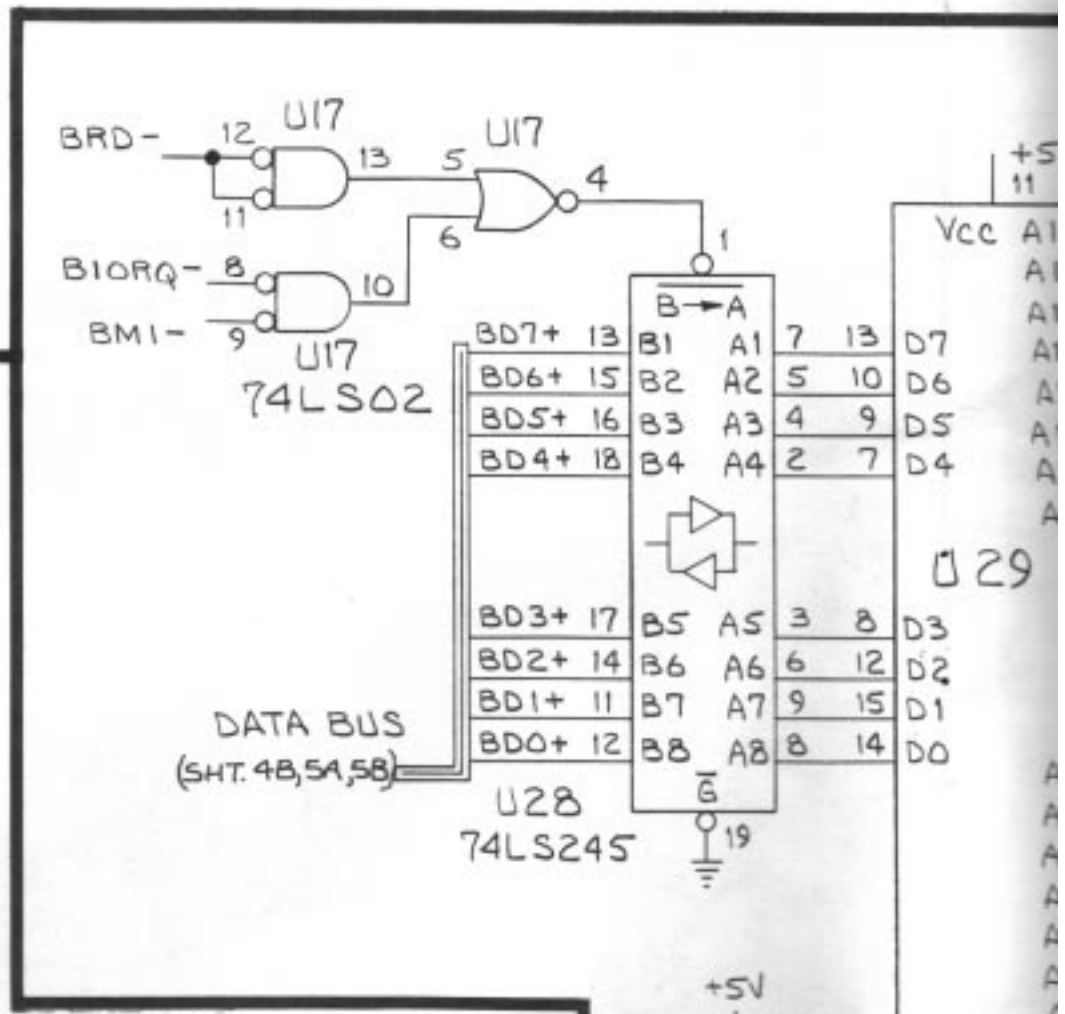 BRD- 12 U17 13 5 U17 4
11 6
BIORQ- 8 10
BM1- 9 U17
74LS02
1
B→A
BD7+ 13 B1 A1 7 13 D7
BD6+ 15 B2 A2 5 10 D6
BD5+ 16 B3 A3 4 9 D5
BD4+ 18 B4 A4 2 7 D4
BD3+ 17 B5 A5 3 8 D3
BD2+ 14 B6 A6 6 12 D2
BD1+ 11 B7 A7 9 15 D1
BD0+ 12 B8 A8 8 14 D0
DATA BUS
(SHT. 4B,5A,5B)
G̅
19
U28
74LS245
+5
11
VCC
U29
+5V